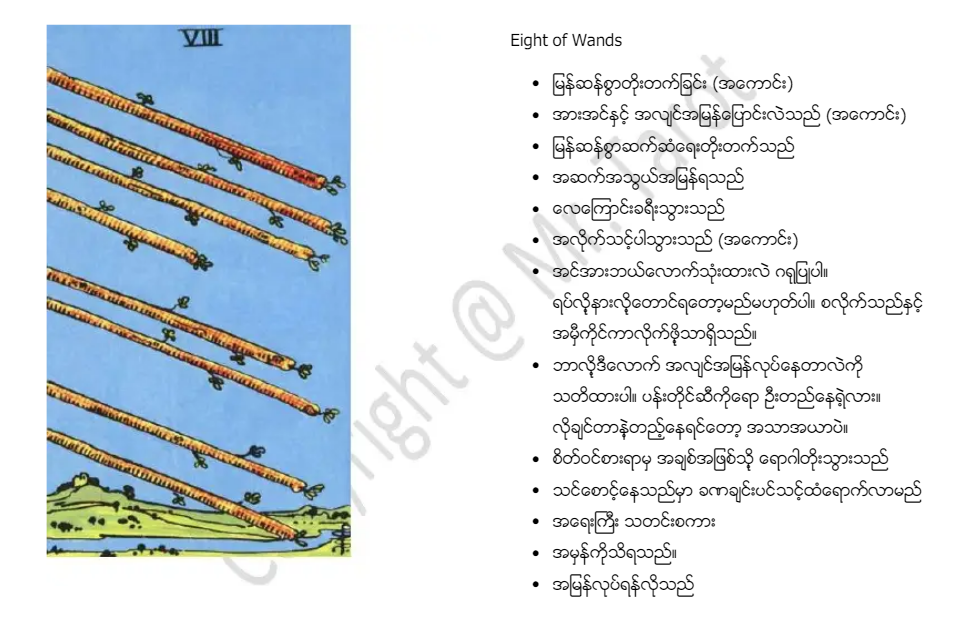 VIII
Eight of Wands
• မြန်ဆန်စွာတိုးတက်ခြင်း (အကောင်း)
• အားအင်နှင့် အလျင်အမြန်ပြောင်းလဲသည် (အကောင်း)
• မြန်ဆန်စွာဆက်ဆံရေးတိုးတက်သည်
• အဆက်အသွယ်အမြန်ရသည်
• လေကြောင်းခရီးသွားသည်
• အလိုက်သင့်ပါသွားသည် (အကောင်း)
• အင်အားဘယ်လောက်သုံးထားလဲ ဂရုပြုပါ။
ရပ်လို့နားလို့တောင်ရတော့မည်မဟုတ်ပါ။ စလိုက်သည်နှင့်
အမှီကိုင်ကာလိုက်ဖို့သာရှိသည်။
• ဘာလို့ဒီလောက် အလျင်အမြန်လုပ်နေတာလဲကို
သတိထားပါ။ ပန်းတိုင်ဆီကိုရော ဦးတည်နေရဲ့လား။
လိုချင်တာနဲ့တည့်နေရင်တော့ အသာအယာပဲ။
• စိတ်ဝင်စားရာမှ အချစ်အဖြစ်သို့ ရောဂါတိုးသွားသည်
• သင်စောင့်နေသည်မှာ ခဏချင်းပင်သင့်ထံရောက်လာမည်
• အရေးကြီး သတင်းစကား
• အမှန်ကိုသိရသည်။
• အမြန်လုပ်ရန်လိုသည်
Copyright @ Mr. Tarot